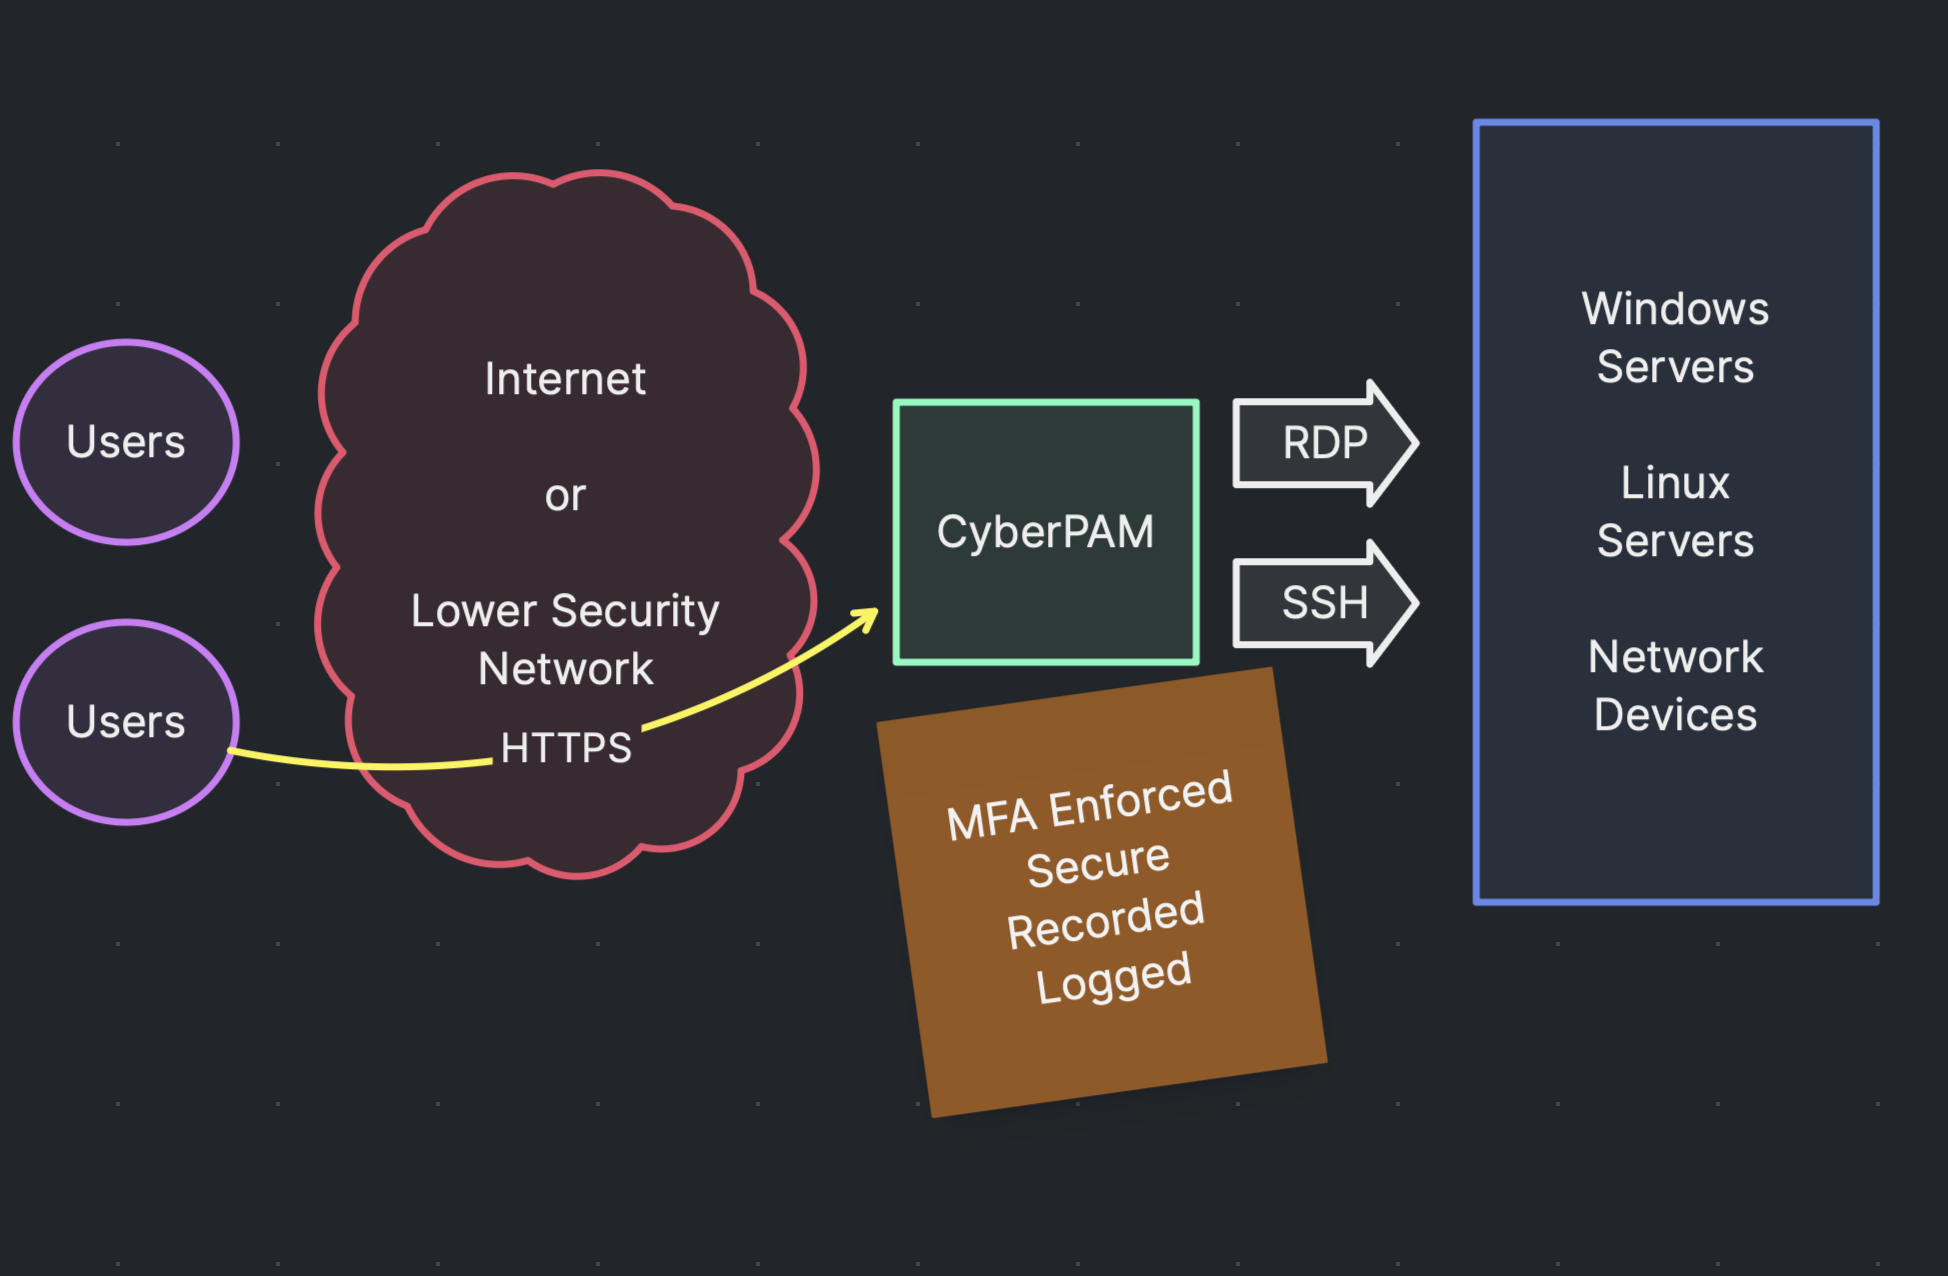 Users
Users
Internet
or
Lower Security
Network
HTTPS
CyberPAM
RDP
SSH
MFA Enforced
Secure
Recorded
Logged
Windows
Servers
Linux
Servers
Network
Devices